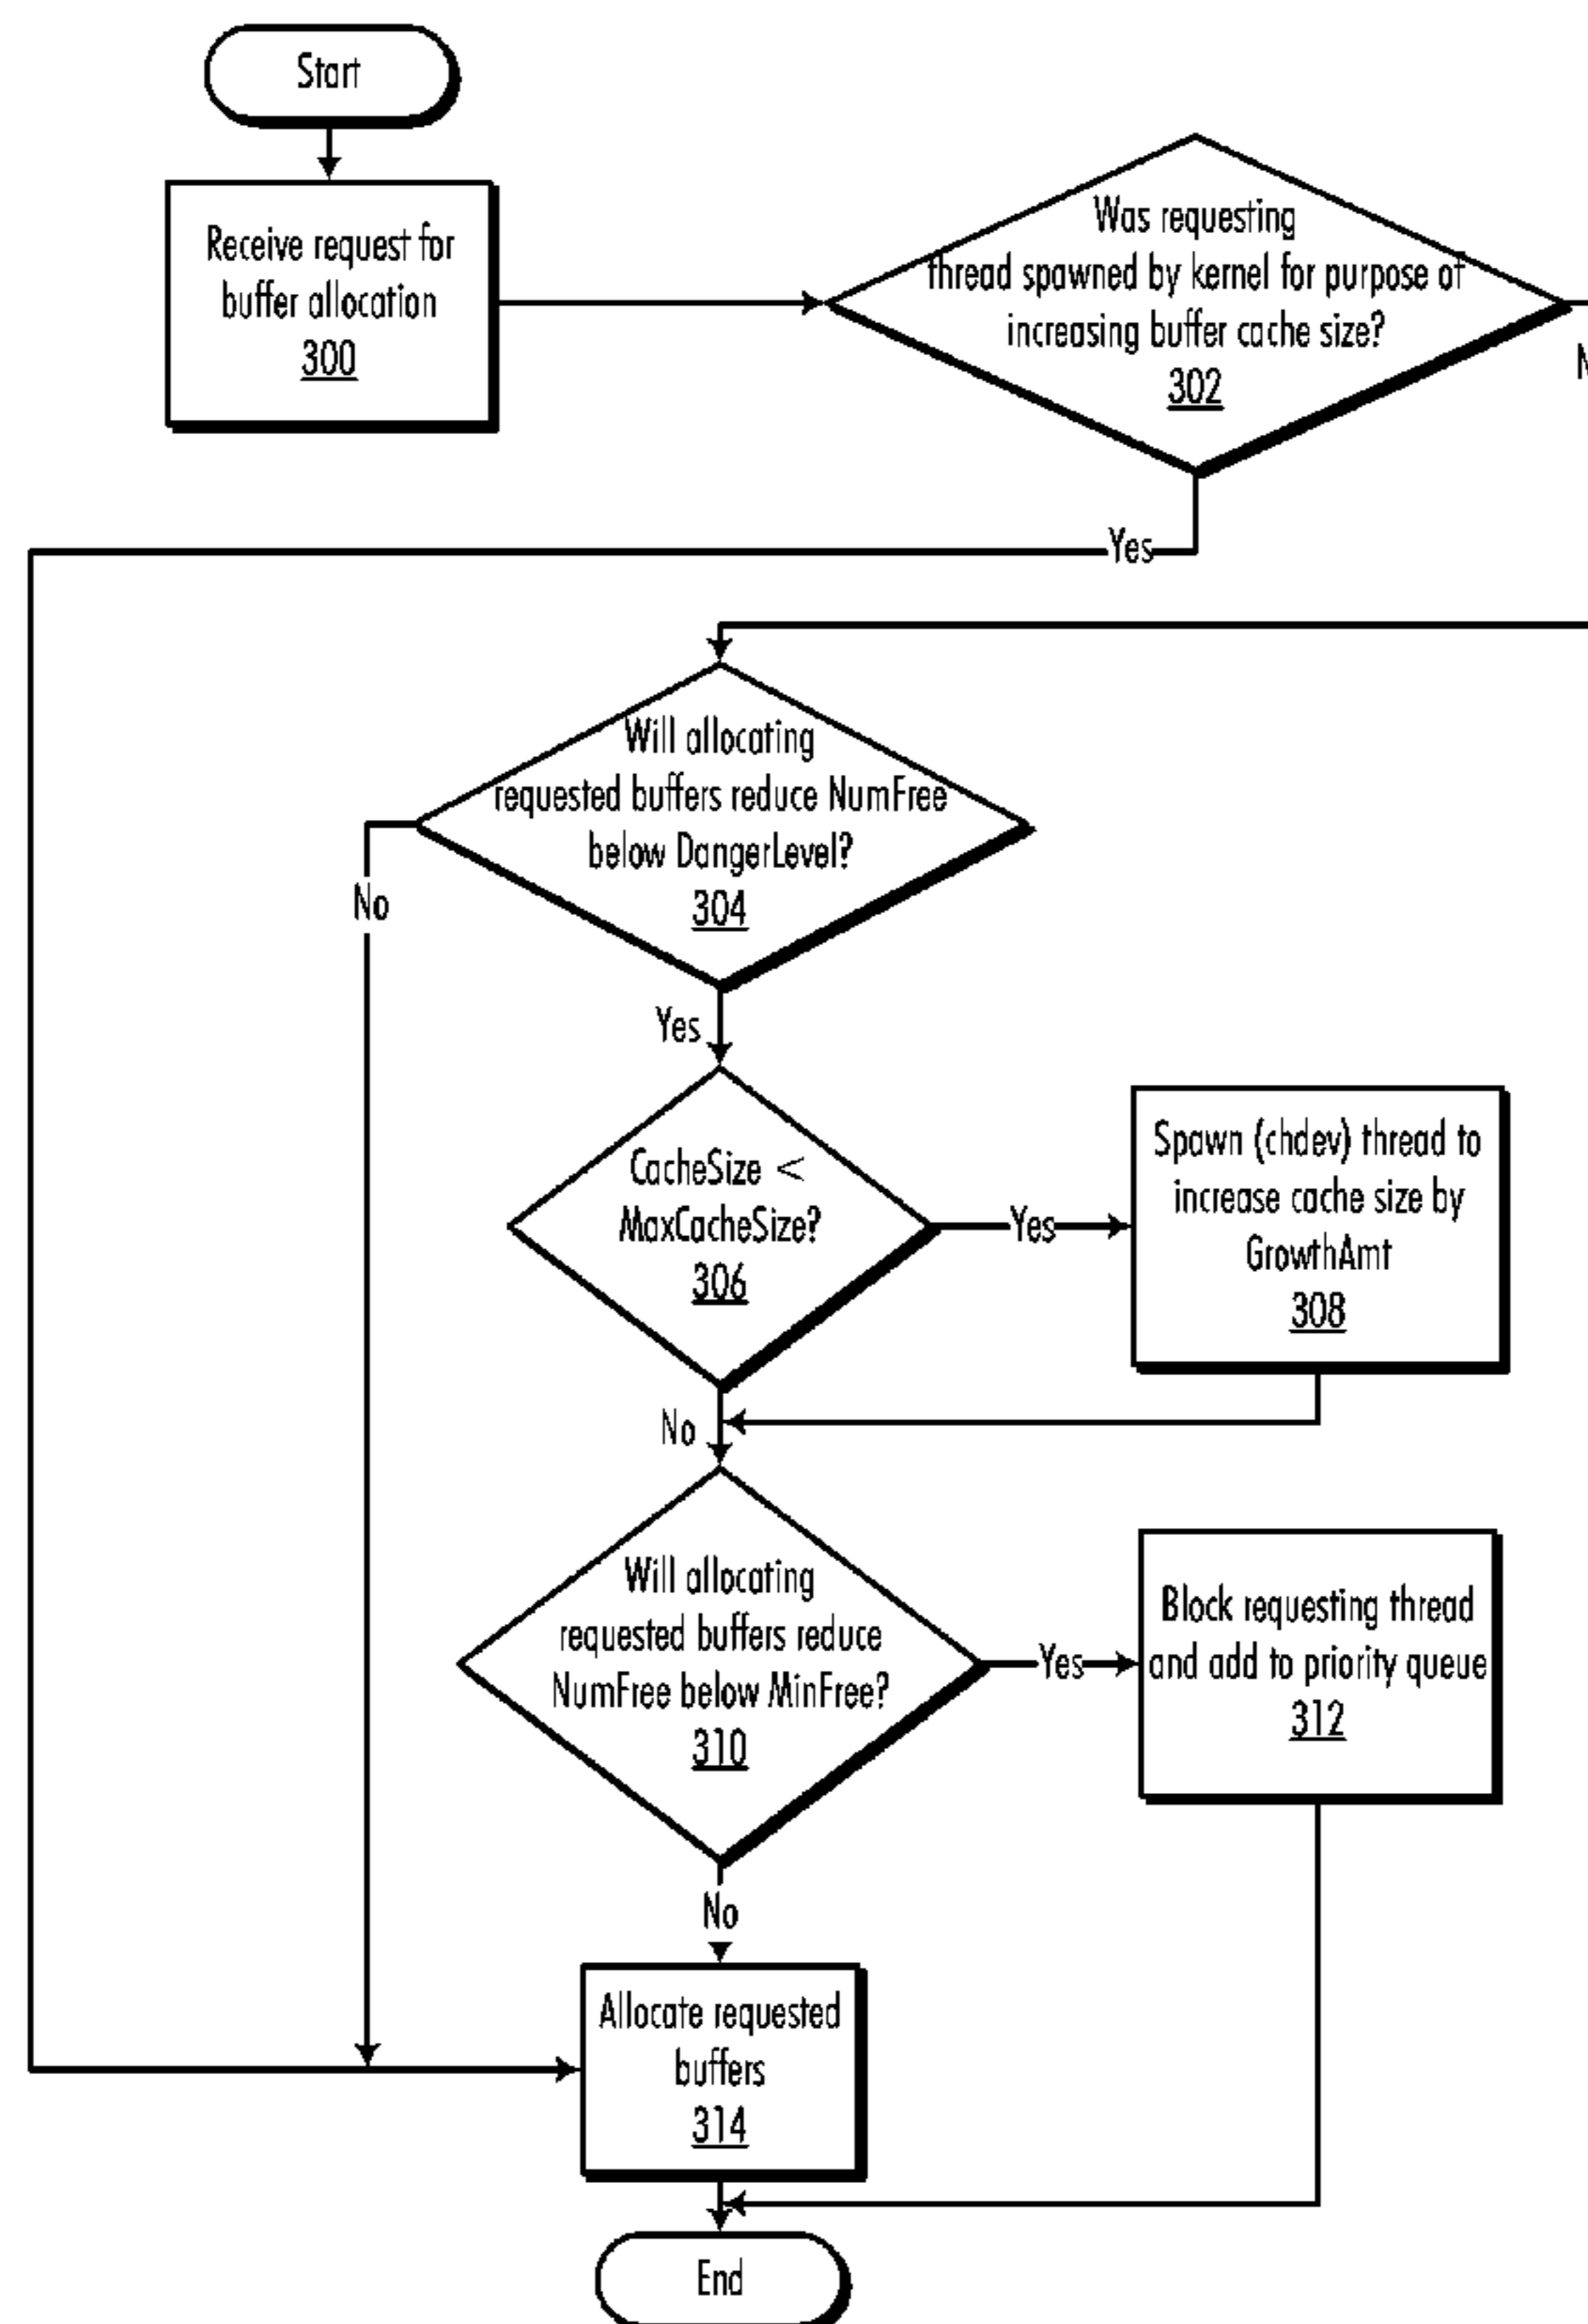 Start
Receive request for
buffer allocation
300
Was requesting
thread spawned by kernel for purpose of
increasing buffer cache size?
302
Yes
Will allocating
requested buffers reduce NumFree
below DangerLevel?
304
No
Yes
CacheSize <
MaxCacheSize?
306
Yes
Spawn (chdev) thread to
increase cache size by
GrowthAmt
308
No
Will allocating
requested buffers reduce
NumFree below MinFree?
310
Yes
Block requesting thread
and add to priority queue
312
No
Allocate requested
buffers
314
End